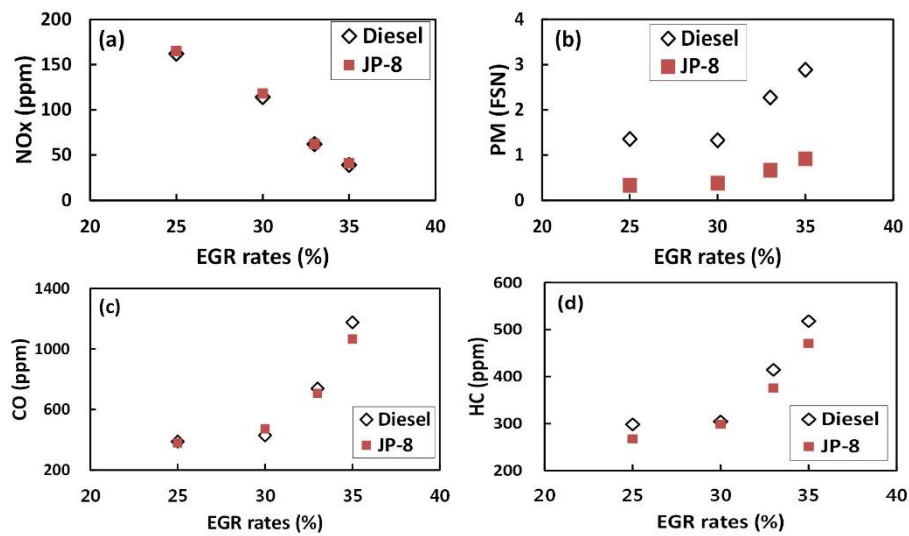 (a)
Diesel
JP-8
NOx (ppm)
200
150
100
50
0
20 25 30 35 40
EGR rates (%)
(b)
Diesel
JP-8
PM (FSN)
4
3
2
1
0
20 25 30 35 40
EGR rates (%)
(c)
Diesel
JP-8
CO (ppm)
1400
1000
600
200
20 25 30 35 40
EGR rates (%)
(d)
Diesel
JP-8
HC (ppm)
600
500
400
300
200
20 25 30 35 40
EGR rates (%)